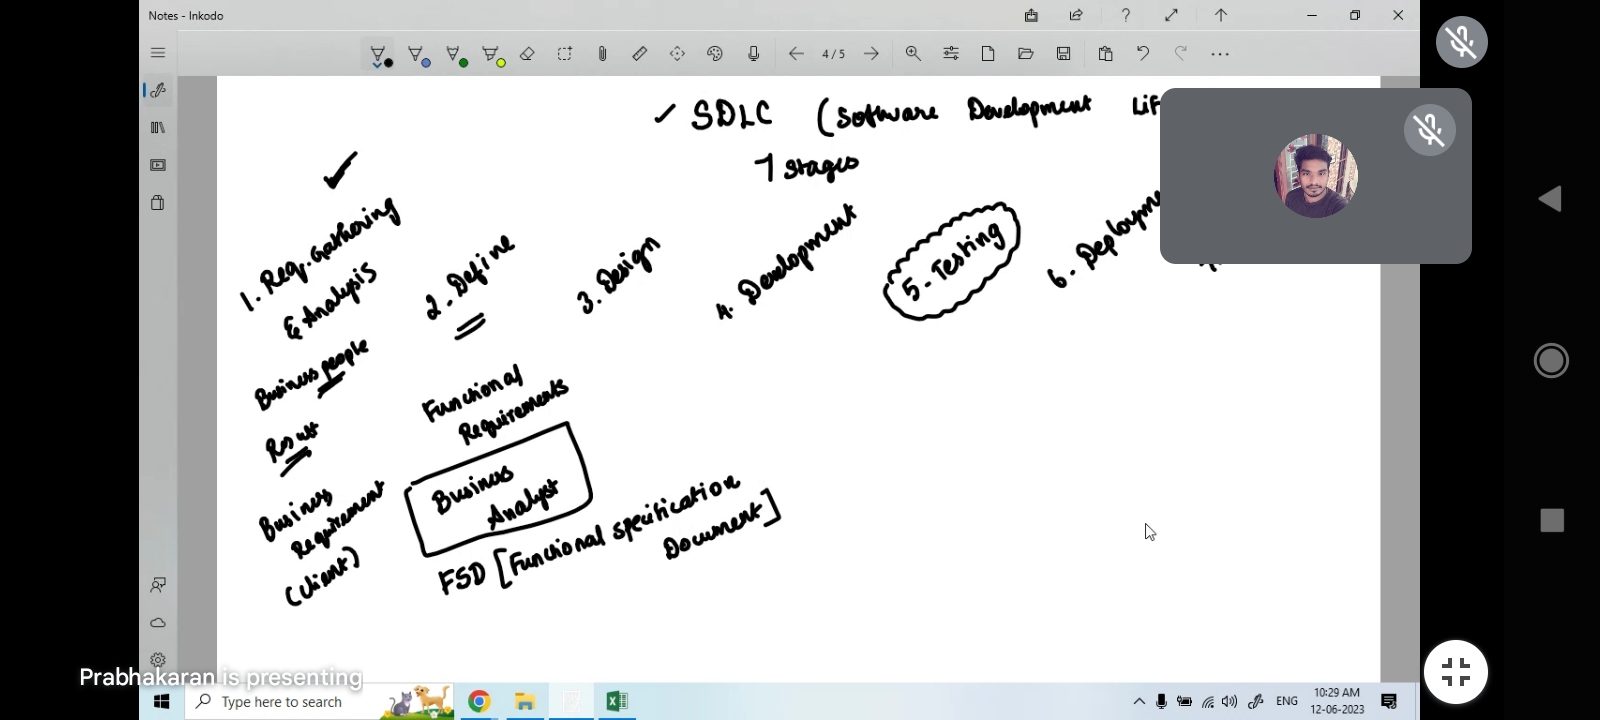 Notes - Inkodo
4/5
✓ SDLC (Software Development Lif
7 stages
1. Req. Gathering
& Analysis
Business people
Result
Business
Requirement
(client)
2. Define
Functional
Requirements
Business
Analyst
FSD [Functional specification
Document]
3. Design
4. Development
5. Testing
6. Deployme
Prabhakaran is presenting
Type here to search
ENG
10:29 AM
12-06-2023